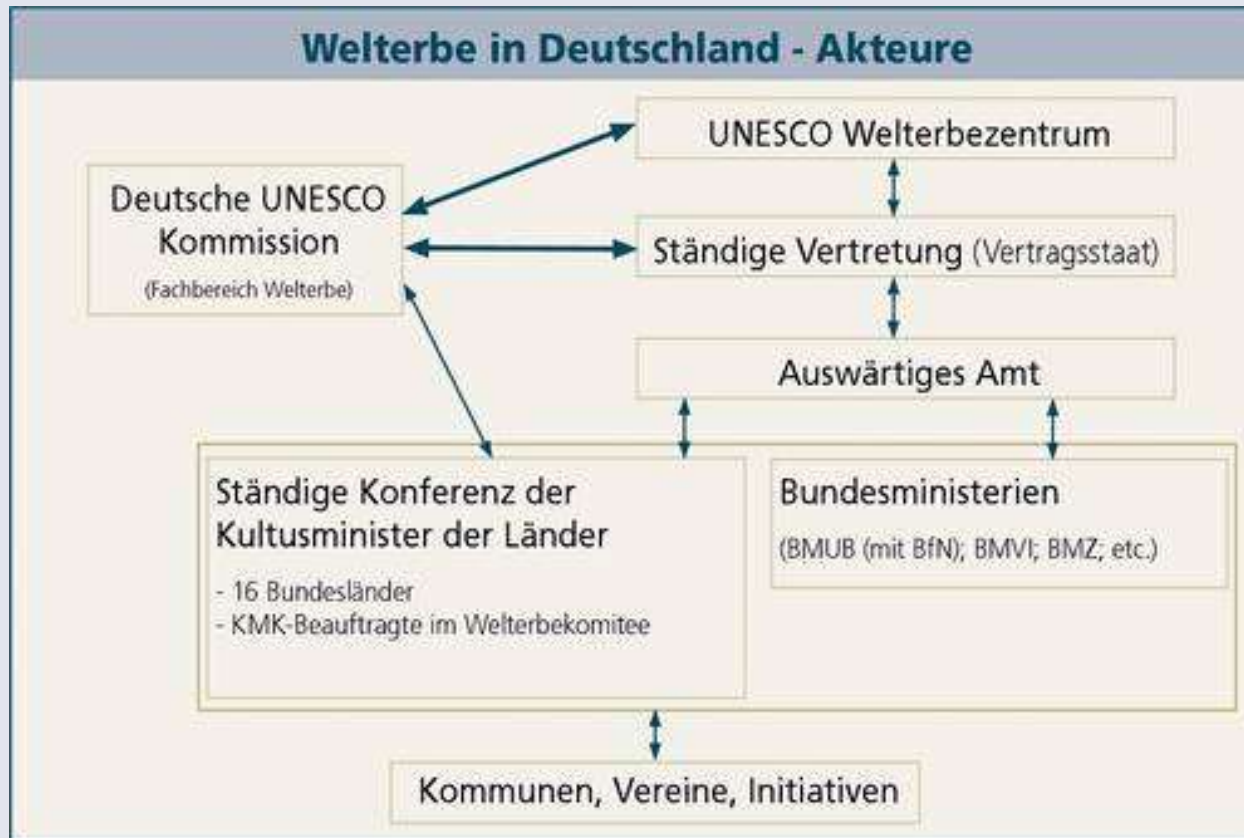 Welterbe in Deutschland - Akteure
UNESCO Welterbezentrum
Deutsche UNESCO
Kommission
(Fachbereich Welterbe)
Ständige Vertretung (Vertragsstaat)
Auswärtiges Amt
Ständige Konferenz der
Kultusminister der Länder
- 16 Bundesländer
- KMK-Beauftragte im Welterbekomitee
Bundesministerien
(BMUB (mit BfN); BMVI; BMZ; etc.)
Kommunen, Vereine, Initiativen